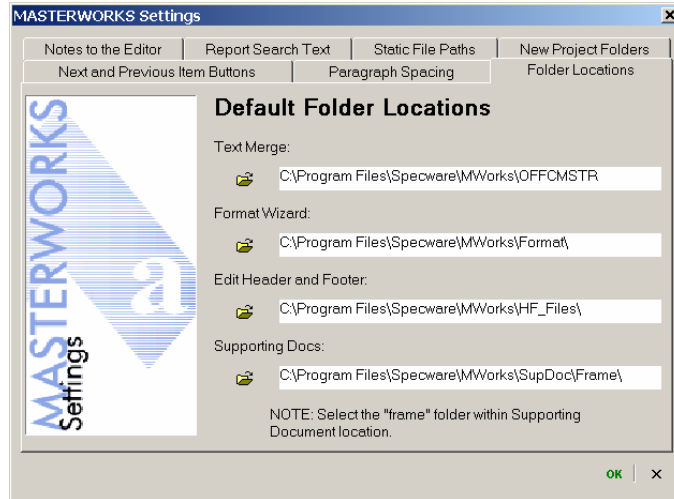 MASTERWORKS Settings
Notes to the Editor
Report Search Text
Static File Paths
New Project Folders
Next and Previous Item Buttons
Paragraph Spacing
Folder Locations
MASTERWORKS
Settings
a
Default Folder Locations
Text Merge:
C:\Program Files\Specware\MWorks\OFFCMSTR
Format Wizard:
C:\Program Files\Specware\MWorks\Format\
Edit Header and Footer:
C:\Program Files\Specware\MWorks\HF_Files\
Supporting Docs:
C:\Program Files\Specware\MWorks\SupDoc\Frame\
NOTE: Select the "frame" folder within Supporting
Document location.
OK